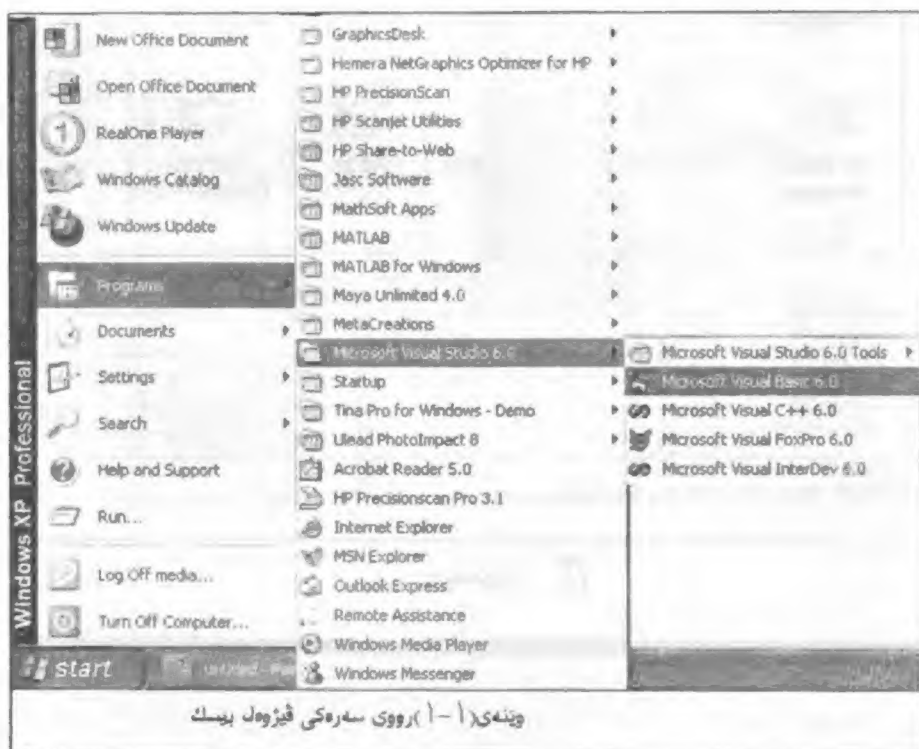 New Office Document
Open Office Document
RealOne Player
Windows Catalog
Windows Update
Programs
Documents
Settings
Search
Help and Support
Run...
Log Off media...
Turn Off Computer...
Windows XP Professional
GraphicsDesk
Hemera NetGraphics Optimizer for HP
HP PrecisionScan
HP Scanjet Utilities
HP Share-to-Web
Jasc Software
MathSoft Apps
MATLAB
MATLAB for Windows
Maya Unlimited 4.0
MetaCreations
Microsoft Visual Studio 6.0
Startup
Tina Pro for Windows - Demo
Ulead PhotoImpact 8
Acrobat Reader 5.0
HP Precisionscan Pro 3.1
Internet Explorer
MSN Explorer
Outlook Express
Remote Assistance
Windows Media Player
Windows Messenger
Microsoft Visual Studio 6.0 Tools
Microsoft Visual Basic 6.0
Microsoft Visual C++ 6.0
Microsoft Visual FoxPro 6.0
Microsoft Visual InterDev 6.0
start
untitled -
وێنەی(١-١)رووی سەرەکی ڤیژوەل بیسك